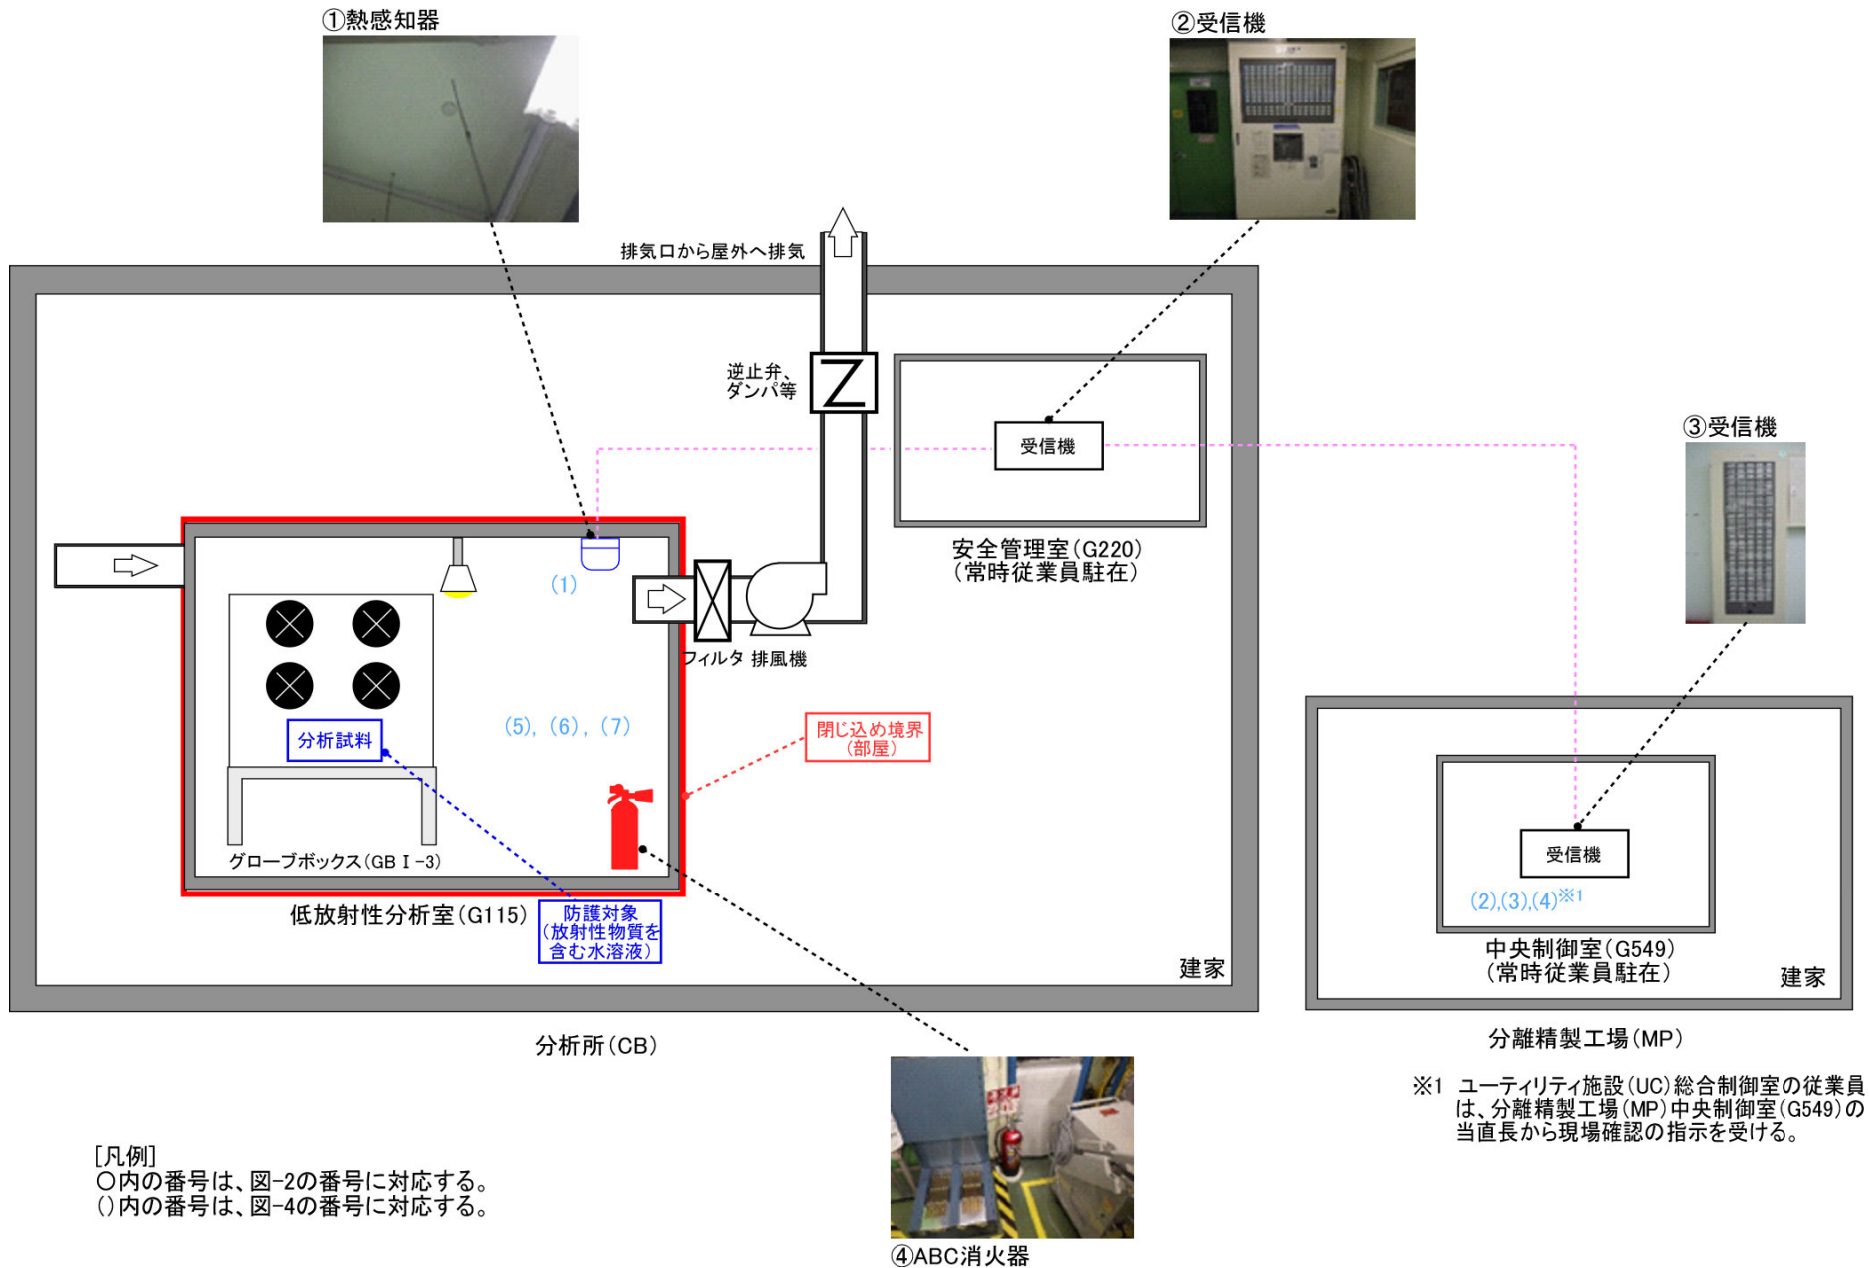 ①熱感知器
②受信機
排気口から屋外へ排気
逆止弁、
ダンパ等
受信機
③受信機
安全管理室(G220)
(常時従業員駐在)
(1)
フィルタ 排風機
(5), (6), (7)
分析試料
閉じ込め境界
(部屋)
グローブボックス(GBⅠ-3)
低放射性分析室(G115)
防護対象
(放射性物質を
含む水溶液)
建家
分析所(CB)
受信機
(2),(3),(4)※1
中央制御室(G549)
(常時従業員駐在)
建家
分離精製工場(MP)
※1 ユーティリティ施設(UC)総合制御室の従業員
は、分離精製工場(MP)中央制御室(G549)の
当直長から現場確認の指示を受ける。
[凡例]
○内の番号は、図-2の番号に対応する。
()内の番号は、図-4の番号に対応する。
④ABC消火器